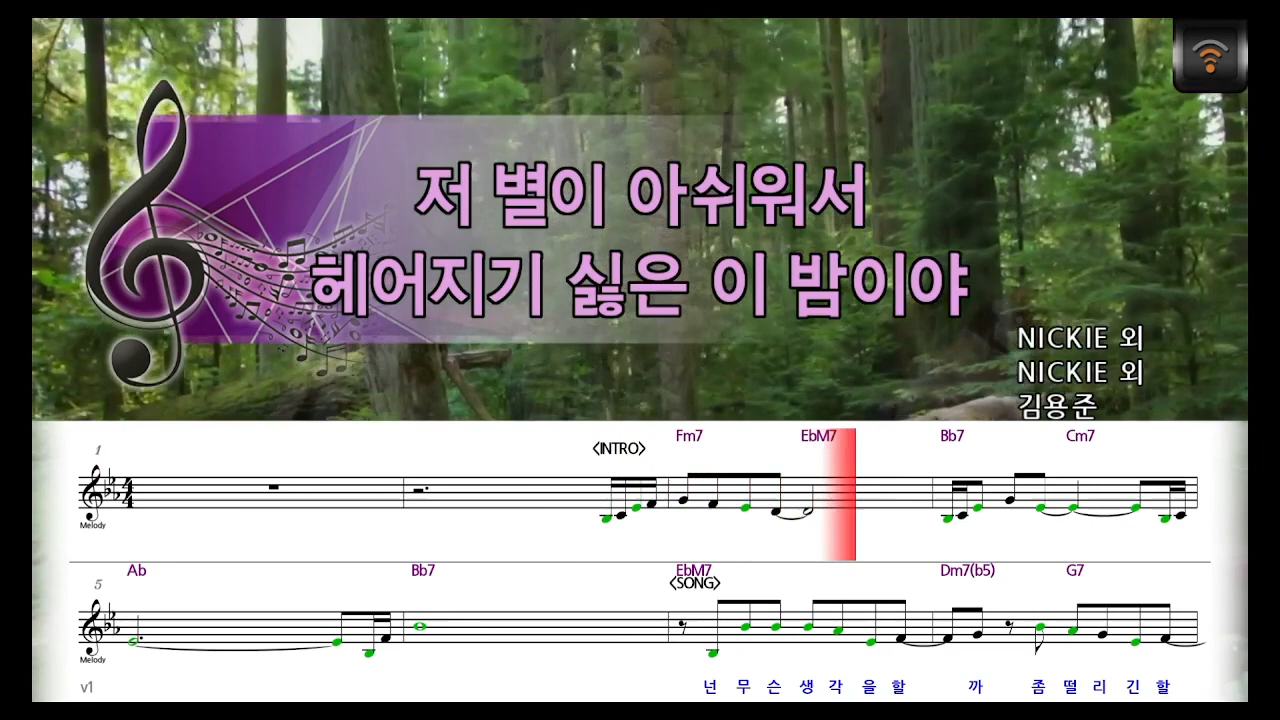 저 별이 아쉬워서
헤어지기 싫은 이 밤이야
NICKIE 외
NICKIE 외
김용준
1
<INTRO>
Fm7 EbM7 Bb7 Cm7
Melody
5
Ab Bb7 EbM7 Dm7(b5) G7
<SONG>
Melody
v1 넌 무 슨 생 각 을 할 까 좀 떨 리 긴 할